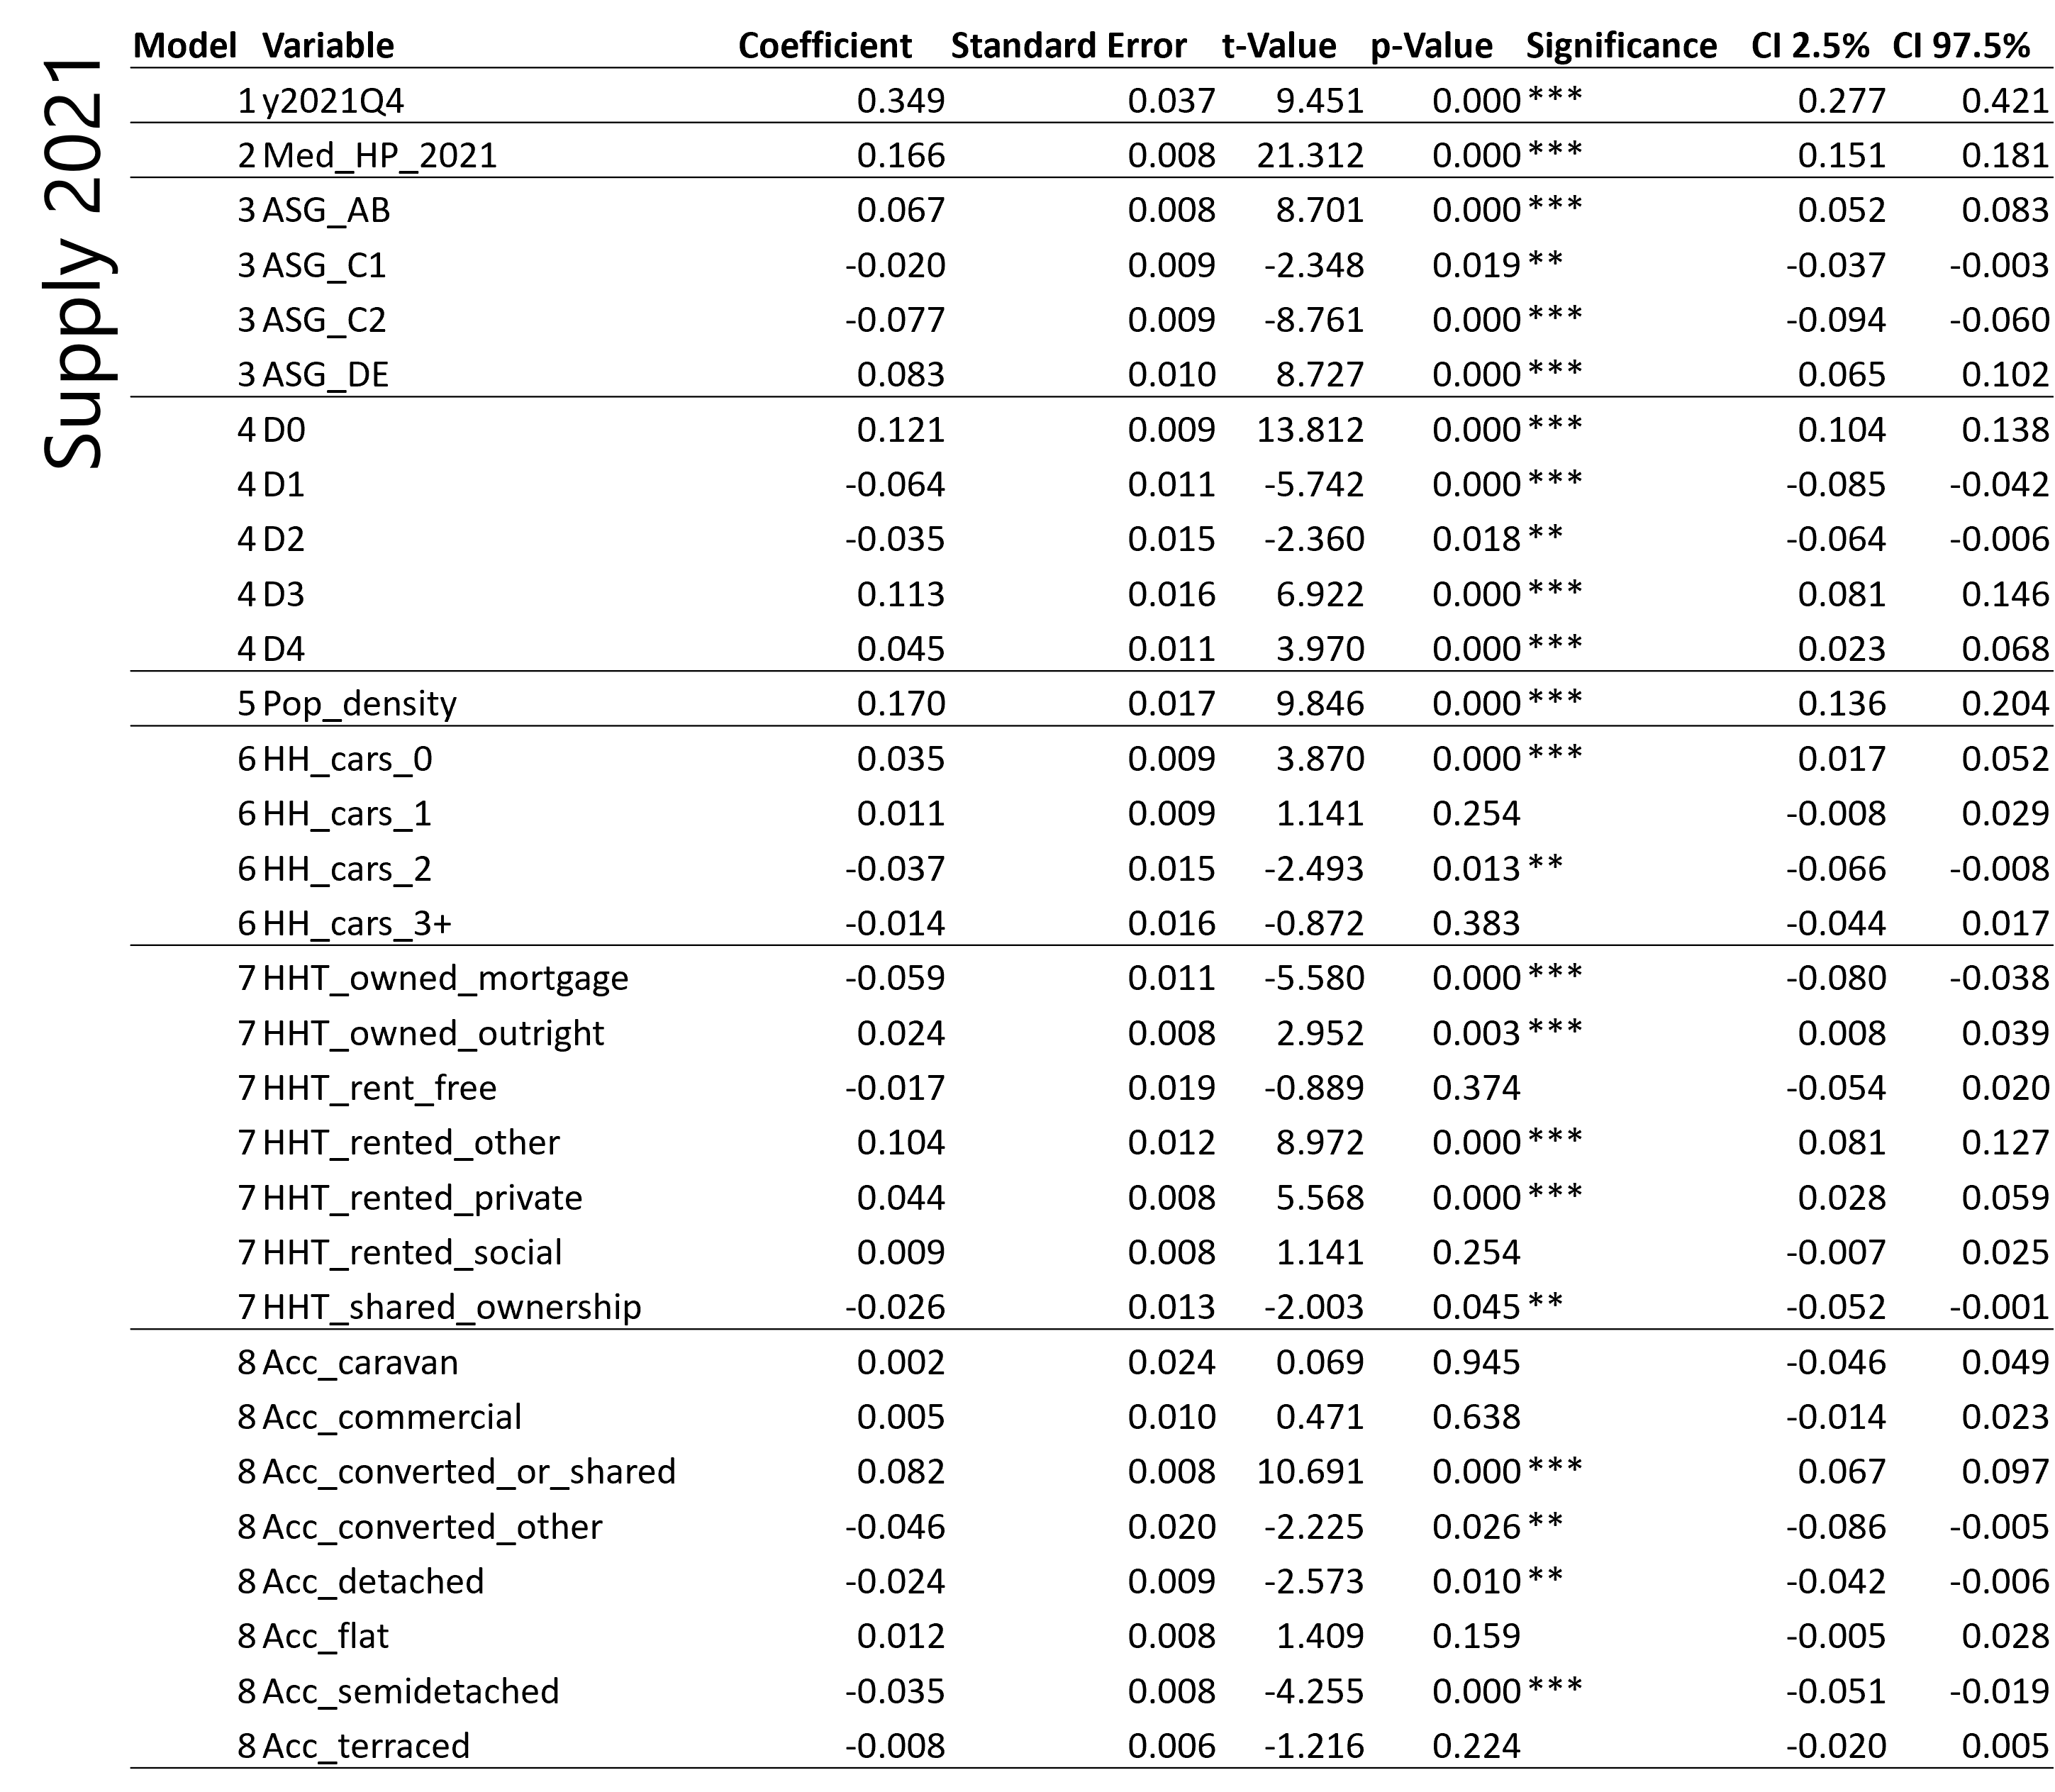 Supply 2021
Model Variable Coefficient Standard Error t-Value p-Value Significance CI 2.5% CI 97.5%
1 y2021Q4 0.349 0.037 9.451 0.000 *** 0.277 0.421
2 Med_HP_2021 0.166 0.008 21.312 0.000 *** 0.151 0.181
3 ASG_AB 0.067 0.008 8.701 0.000 *** 0.052 0.083
3 ASG_C1 -0.020 0.009 -2.348 0.019 ** -0.037 -0.003
3 ASG_C2 -0.077 0.009 -8.761 0.000 *** -0.094 -0.060
3 ASG_DE 0.083 0.010 8.727 0.000 *** 0.065 0.102
4 D0 0.121 0.009 13.812 0.000 *** 0.104 0.138
4 D1 -0.064 0.011 -5.742 0.000 *** -0.085 -0.042
4 D2 -0.035 0.015 -2.360 0.018 ** -0.064 -0.006
4 D3 0.113 0.016 6.922 0.000 *** 0.081 0.146
4 D4 0.045 0.011 3.970 0.000 *** 0.023 0.068
5 Pop_density 0.170 0.017 9.846 0.000 *** 0.136 0.204
6 HH_cars_0 0.035 0.009 3.870 0.000 *** 0.017 0.052
6 HH_cars_1 0.011 0.009 1.141 0.254 -0.008 0.029
6 HH_cars_2 -0.037 0.015 -2.493 0.013 ** -0.066 -0.008
6 HH_cars_3+ -0.014 0.016 -0.872 0.383 -0.044 0.017
7 HHT_owned_mortgage -0.059 0.011 -5.580 0.000 *** -0.080 -0.038
7 HHT_owned_outright 0.024 0.008 2.952 0.003 *** 0.008 0.039
7 HHT_rent_free -0.017 0.019 -0.889 0.374 -0.054 0.020
7 HHT_rented_other 0.104 0.012 8.972 0.000 *** 0.081 0.127
7 HHT_rented_private 0.044 0.008 5.568 0.000 *** 0.028 0.059
7 HHT_rented_social 0.009 0.008 1.141 0.254 -0.007 0.025
7 HHT_shared_ownership -0.026 0.013 -2.003 0.045 ** -0.052 -0.001
8 Acc_caravan 0.002 0.024 0.069 0.945 -0.046 0.049
8 Acc_commercial 0.005 0.010 0.471 0.638 -0.014 0.023
8 Acc_converted_or_shared 0.082 0.008 10.691 0.000 *** 0.067 0.097
8 Acc_converted_other -0.046 0.020 -2.225 0.026 ** -0.086 -0.005
8 Acc_detached -0.024 0.009 -2.573 0.010 ** -0.042 -0.006
8 Acc_flat 0.012 0.008 1.409 0.159 -0.005 0.028
8 Acc_semidetached -0.035 0.008 -4.255 0.000 *** -0.051 -0.019
8 Acc_terraced -0.008 0.006 -1.216 0.224 -0.020 0.005